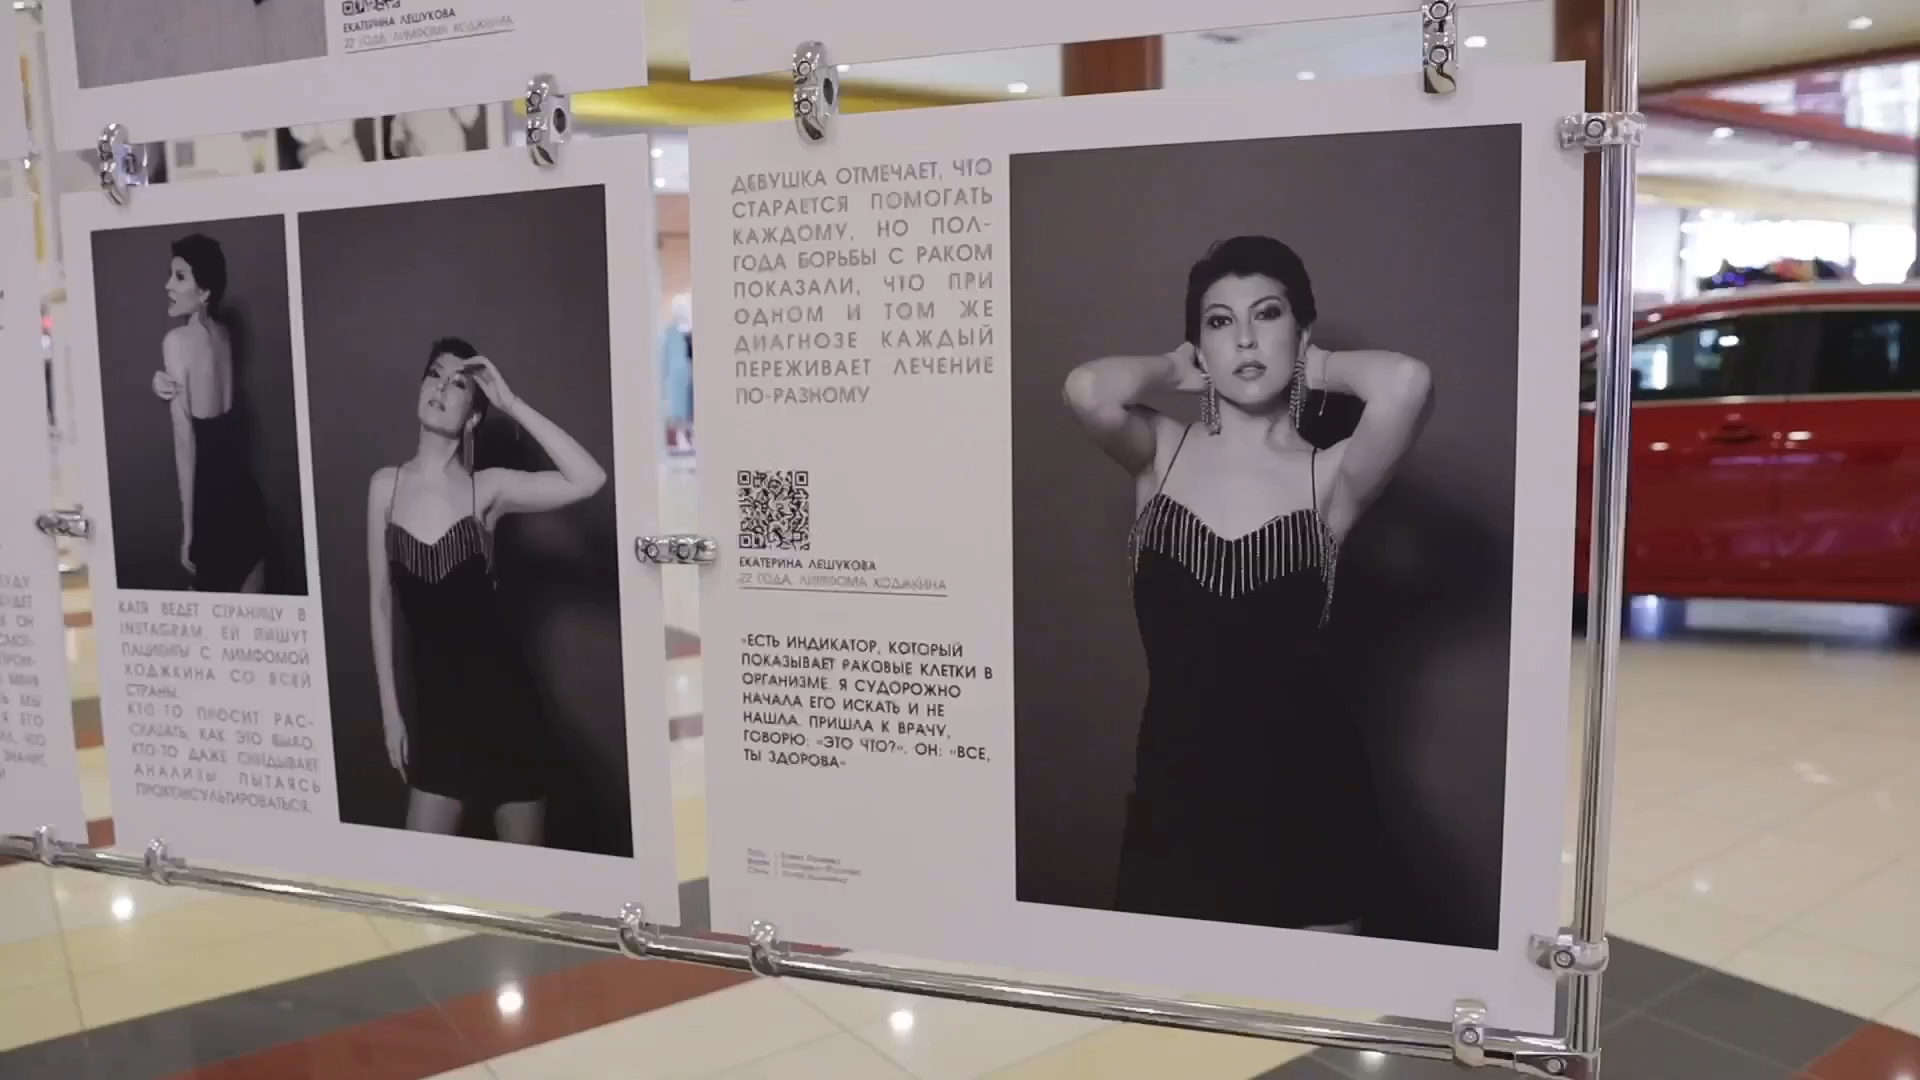 ЕКАТЕРИНА ЛЕШУКОВА
22 ГОДА, ЛИМФОМА ХОДЖКИНА
КАТЯ ВЕДЕТ СТРАНИЦУ В
INSTAGRAM. ЕЙ ПИШУТ
ПАЦИЕНТЫ С ЛИМФОМОЙ
ХОДЖКИНА СО ВСЕЙ
СТРАНЫ.
КТО-ТО ПРОСИТ РАС-
СКАЗАТЬ, КАК ЭТО БЫЛО,
КТО-ТО ДАЖЕ СКИДЫВАЕТ
АНАЛИЗЫ, ПЫТАЯСЬ
ПРОКОНСУЛЬТИРОВАТЬСЯ.
ДЕВУШКА ОТМЕЧАЕТ, ЧТО
СТАРАЕТСЯ ПОМОГАТЬ
КАЖДОМУ, НО ПОЛ-
ГОДА БОРЬБЫ С РАКОМ
ПОКАЗАЛИ, ЧТО ПРИ
ОДНОМ И ТОМ ЖЕ
ДИАГНОЗЕ КАЖДЫЙ
ПЕРЕЖИВАЕТ ЛЕЧЕНИЕ
ПО-РАЗНОМУ
ЕКАТЕРИНА ЛЕШУКОВА
22 ГОДА, ЛИМФОМА ХОДЖКИНА
«ЕСТЬ ИНДИКАТОР, КОТОРЫЙ
ПОКАЗЫВАЕТ РАКОВЫЕ КЛЕТКИ В
ОРГАНИЗМЕ. Я СУДОРОЖНО
НАЧАЛА ЕГО ИСКАТЬ И НЕ
НАШЛА. ПРИШЛА К ВРАЧУ,
ГОВОРЮ: «ЭТО ЧТО?». ОН: «ВСЕ,
ТЫ ЗДОРОВА»